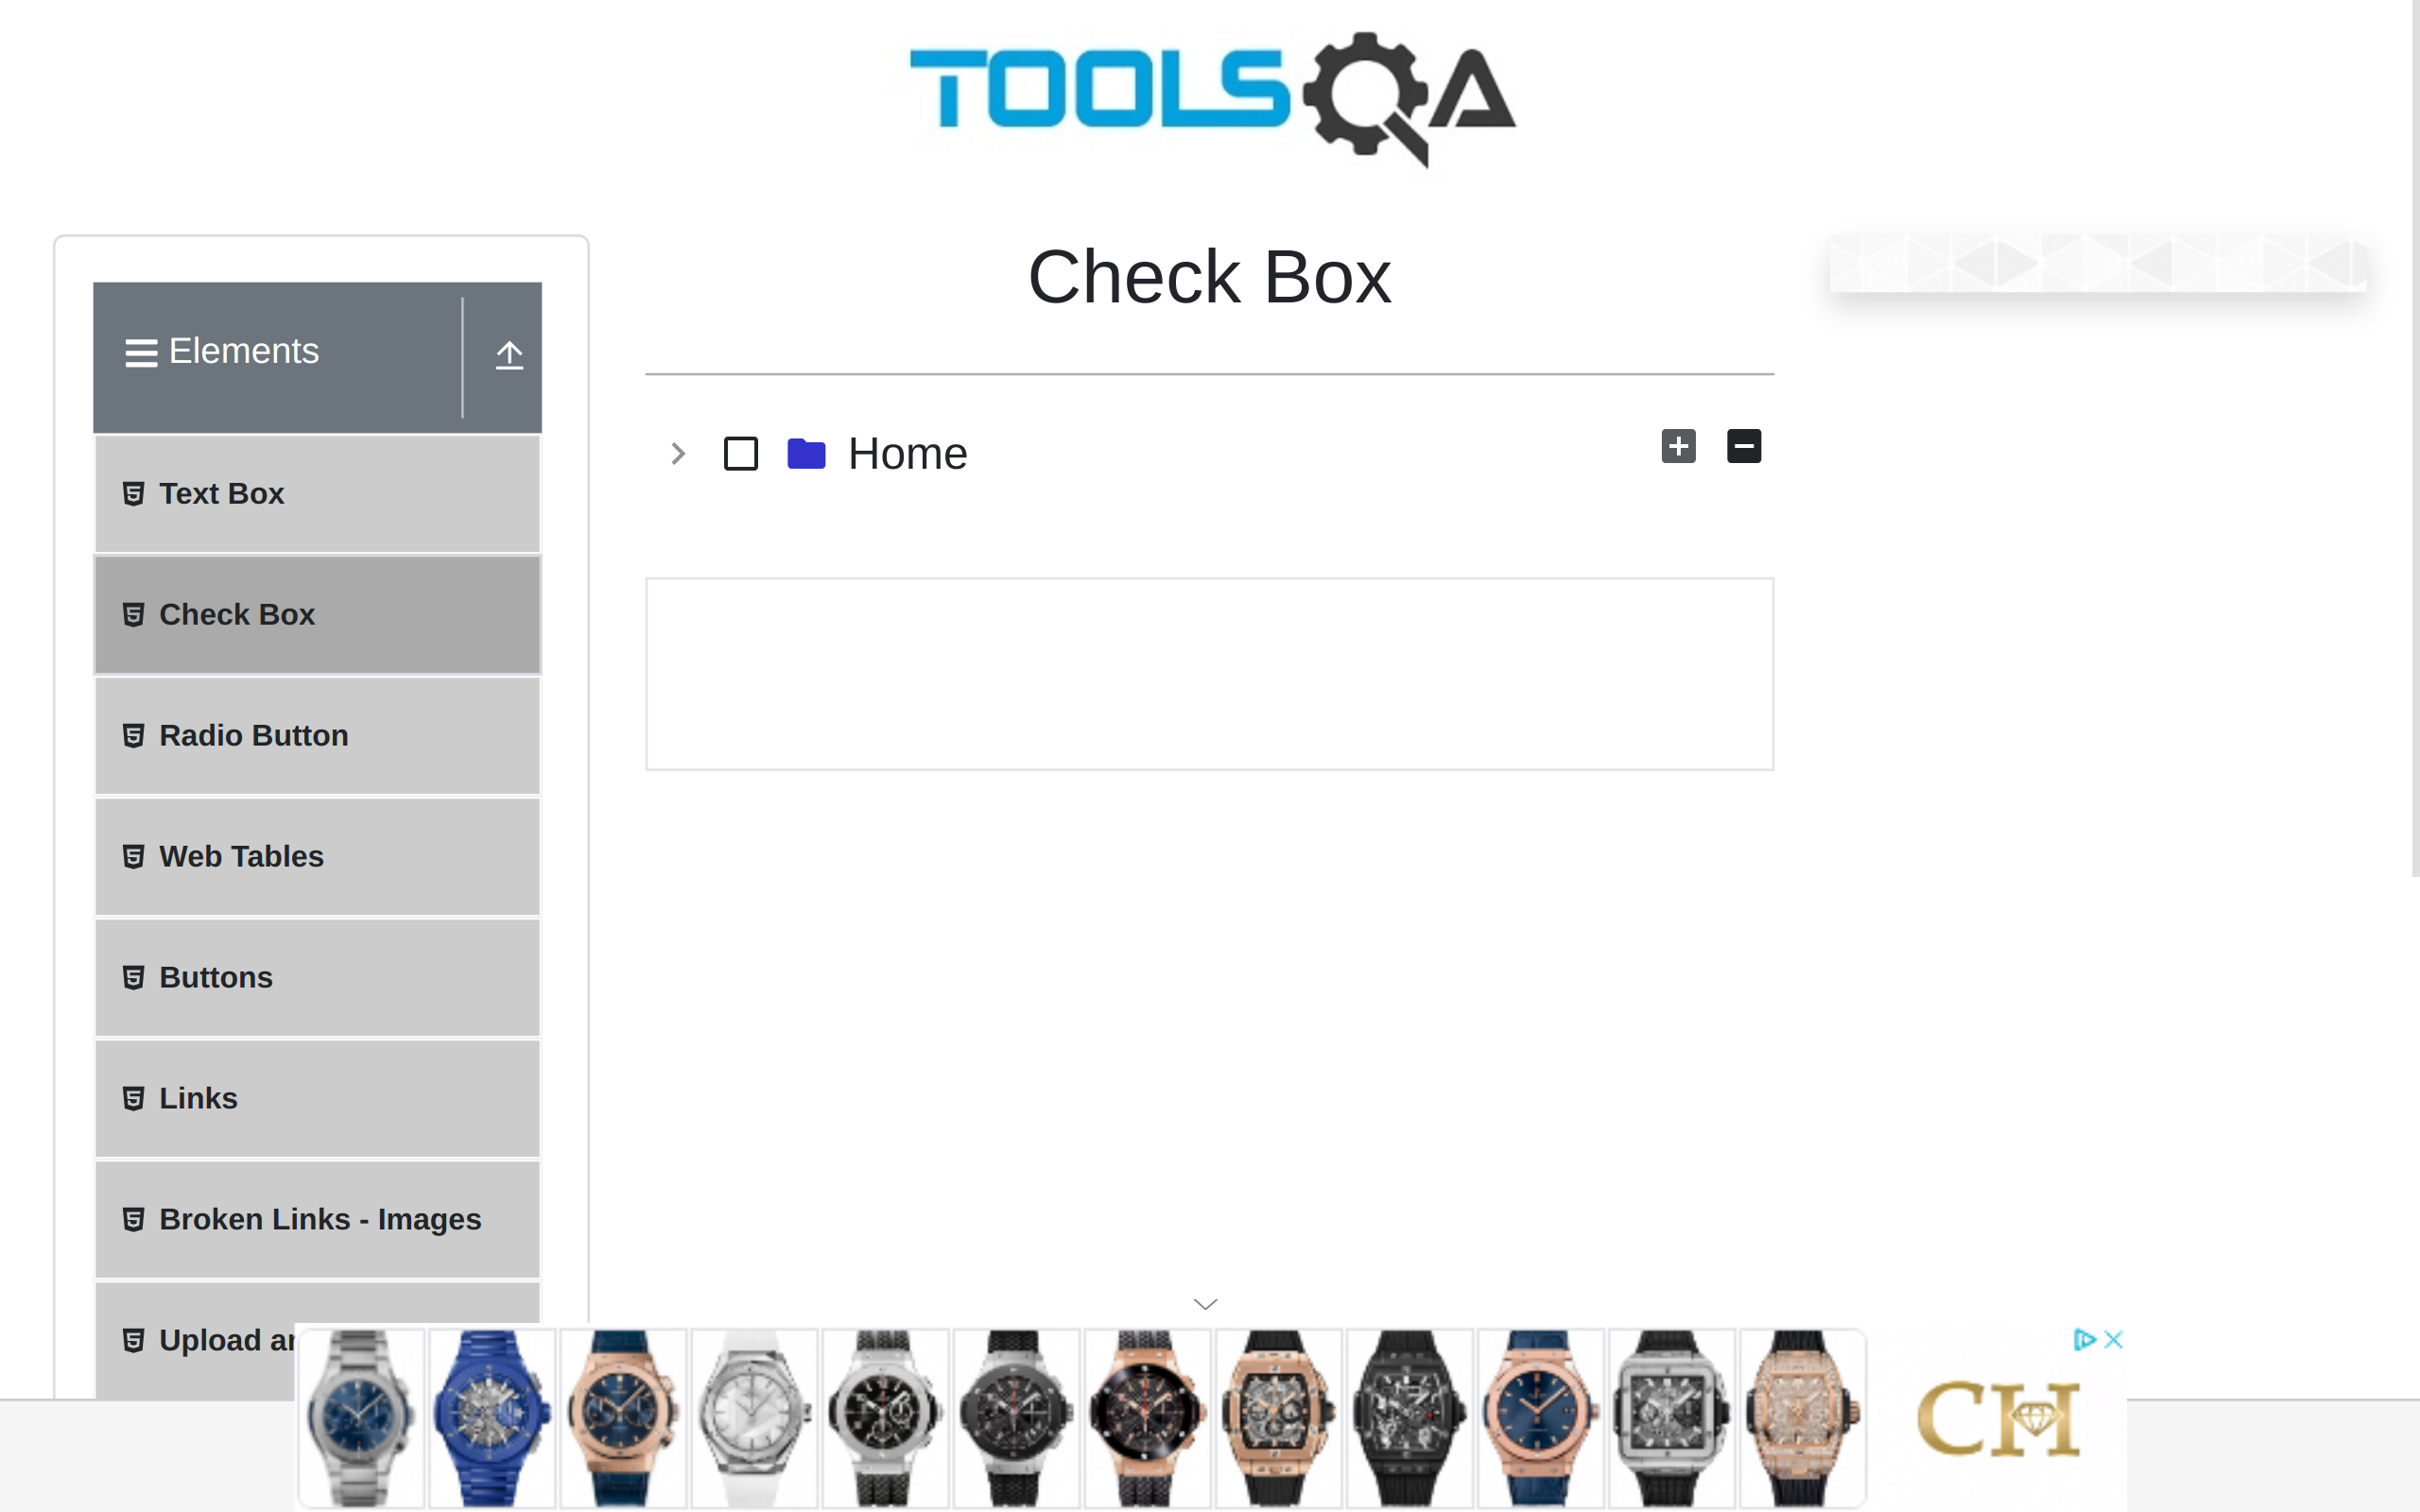 TOOLSQA
Check Box
Elements
Home
Text Box
Check Box
Radio Button
Web Tables
Buttons
Links
Broken Links - Images
Upload
CH